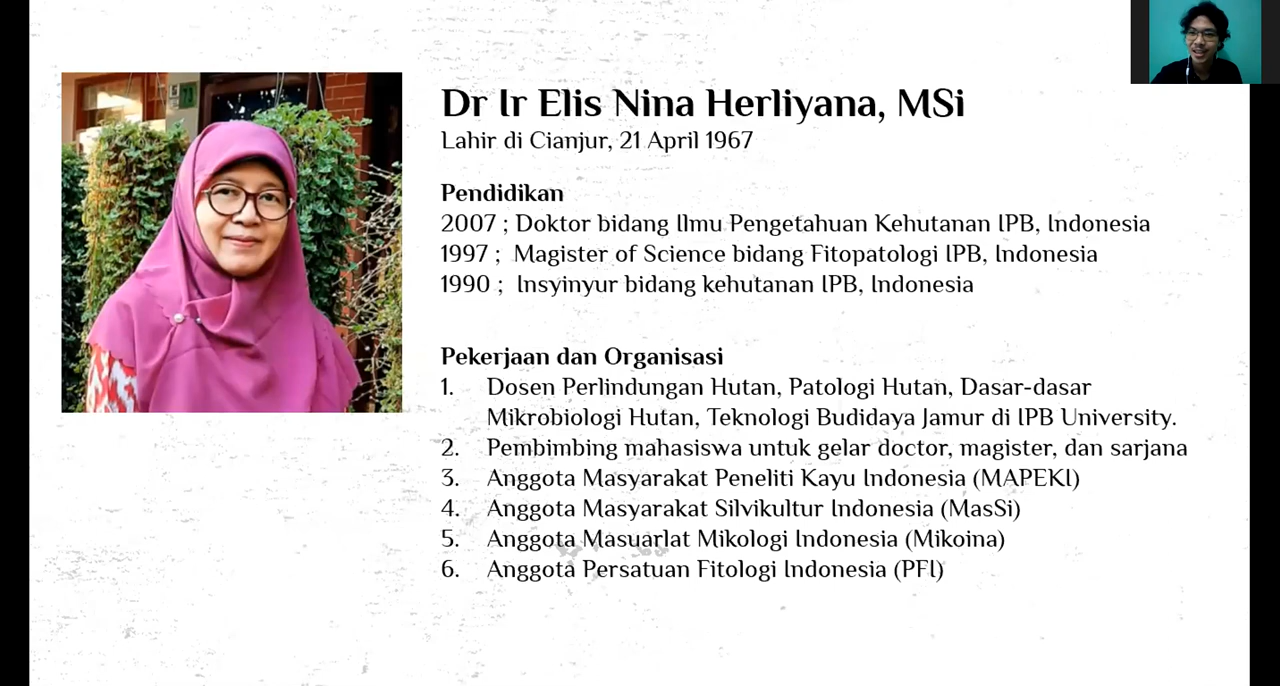 Dr Ir Elis Nina Herliyana, MSi
Lahir di Cianjur, 21 April 1967
Pendidikan
2007 ; Doktor bidang Ilmu Pengetahuan Kehutanan IPB, Indonesia
1997 ; Magister of Science bidang Fitopatologi IPB, Indonesia
1990 ; Insyinyur bidang kehutanan IPB, Indonesia
Pekerjaan dan Organisasi
1. Dosen Perlindungan Hutan, Patologi Hutan, Dasar-dasar
Mikrobiologi Hutan, Teknologi Budidaya Jamur di IPB University.
2. Pembimbing mahasiswa untuk gelar doctor, magister, dan sarjana
3. Anggota Masyarakat Peneliti Kayu Indonesia (MAPEKI)
4. Anggota Masyarakat Silvikultur Indonesia (MasSi)
5. Anggota Masuarlat Mikologi Indonesia (Mikoina)
6. Anggota Persatuan Fitologi Indonesia (PFI)